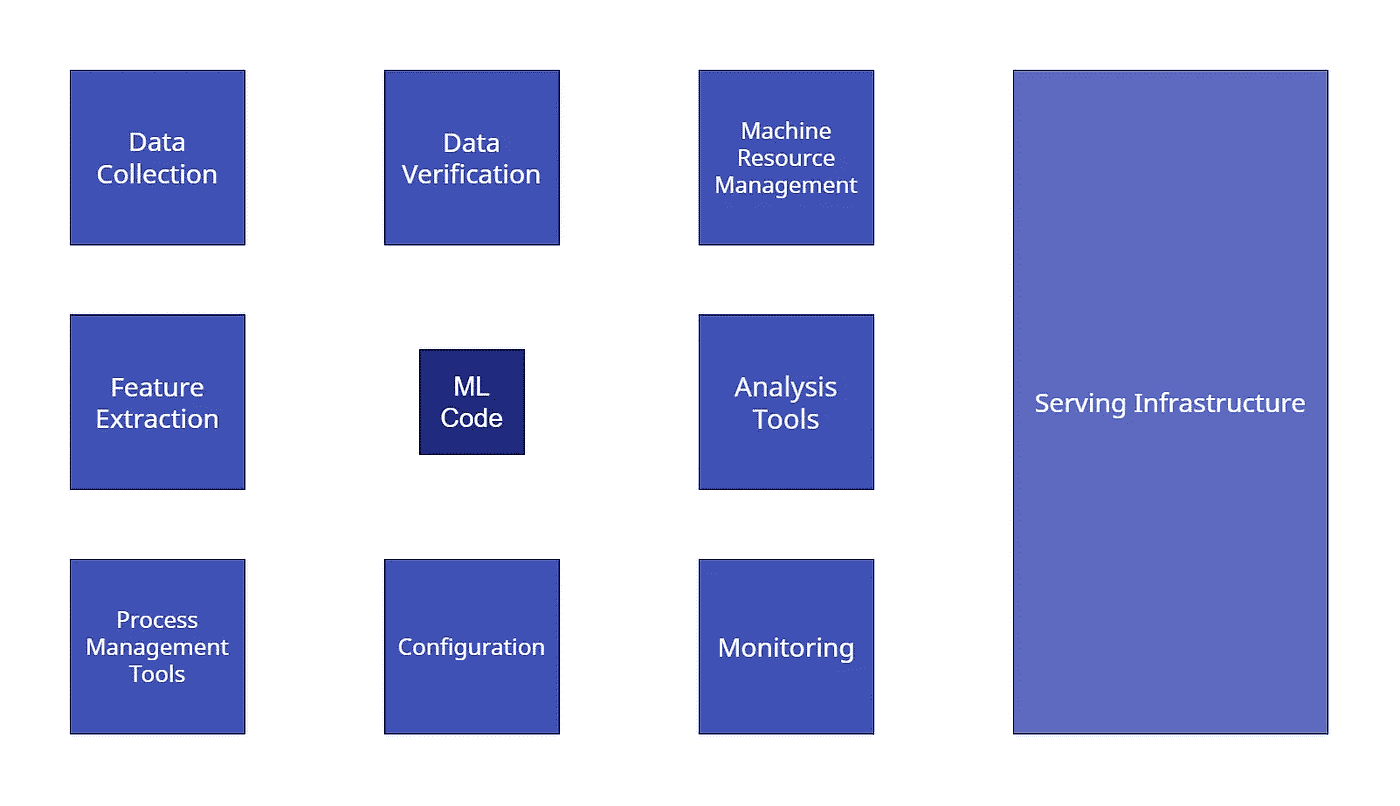 Data
Collection
Data
Verification
Machine
Resource
Management
Feature
Extraction
ML
Code
Analysis
Tools
Serving Infrastructure
Process
Management
Tools
Configuration
Monitoring